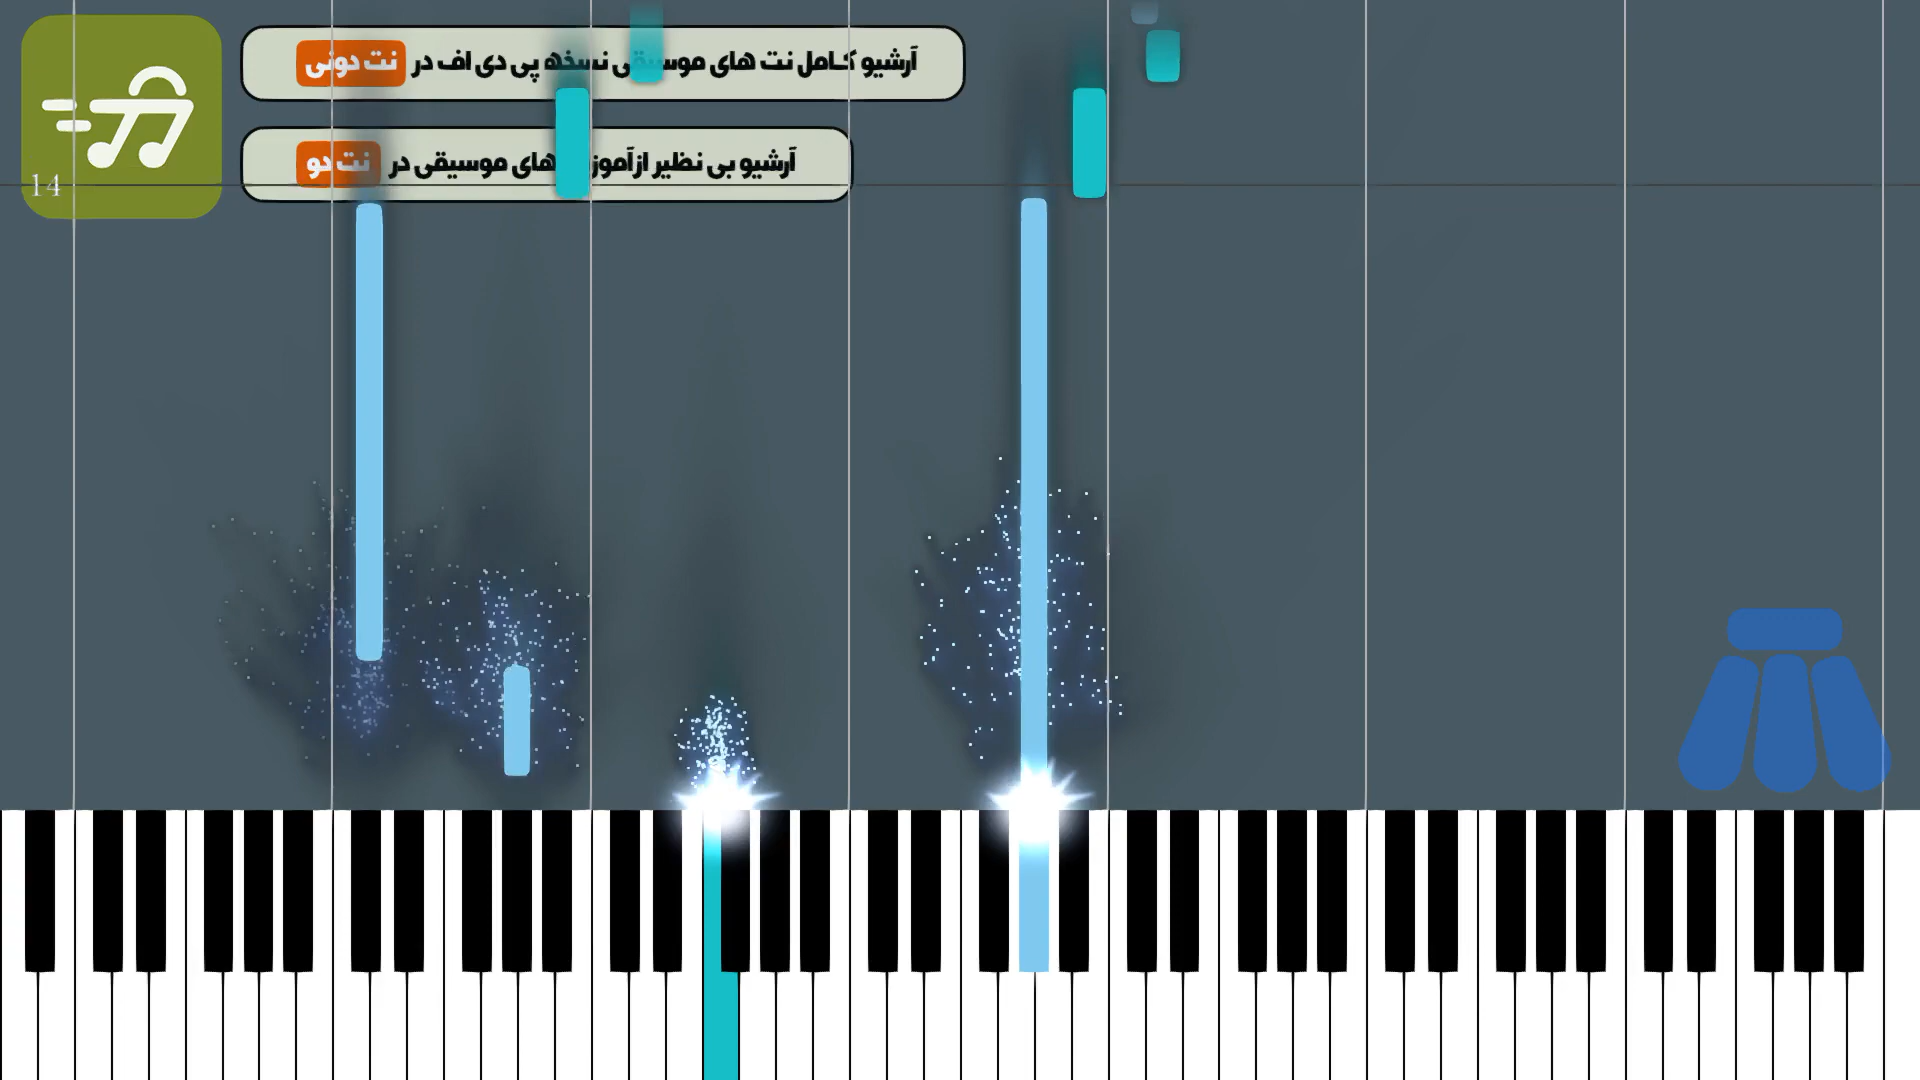 آرشیو کامل نت های موسیقی نسخه پی دی اف در نت دونی
آرشیو بی نظیر از های موسیقی در نت دو
14